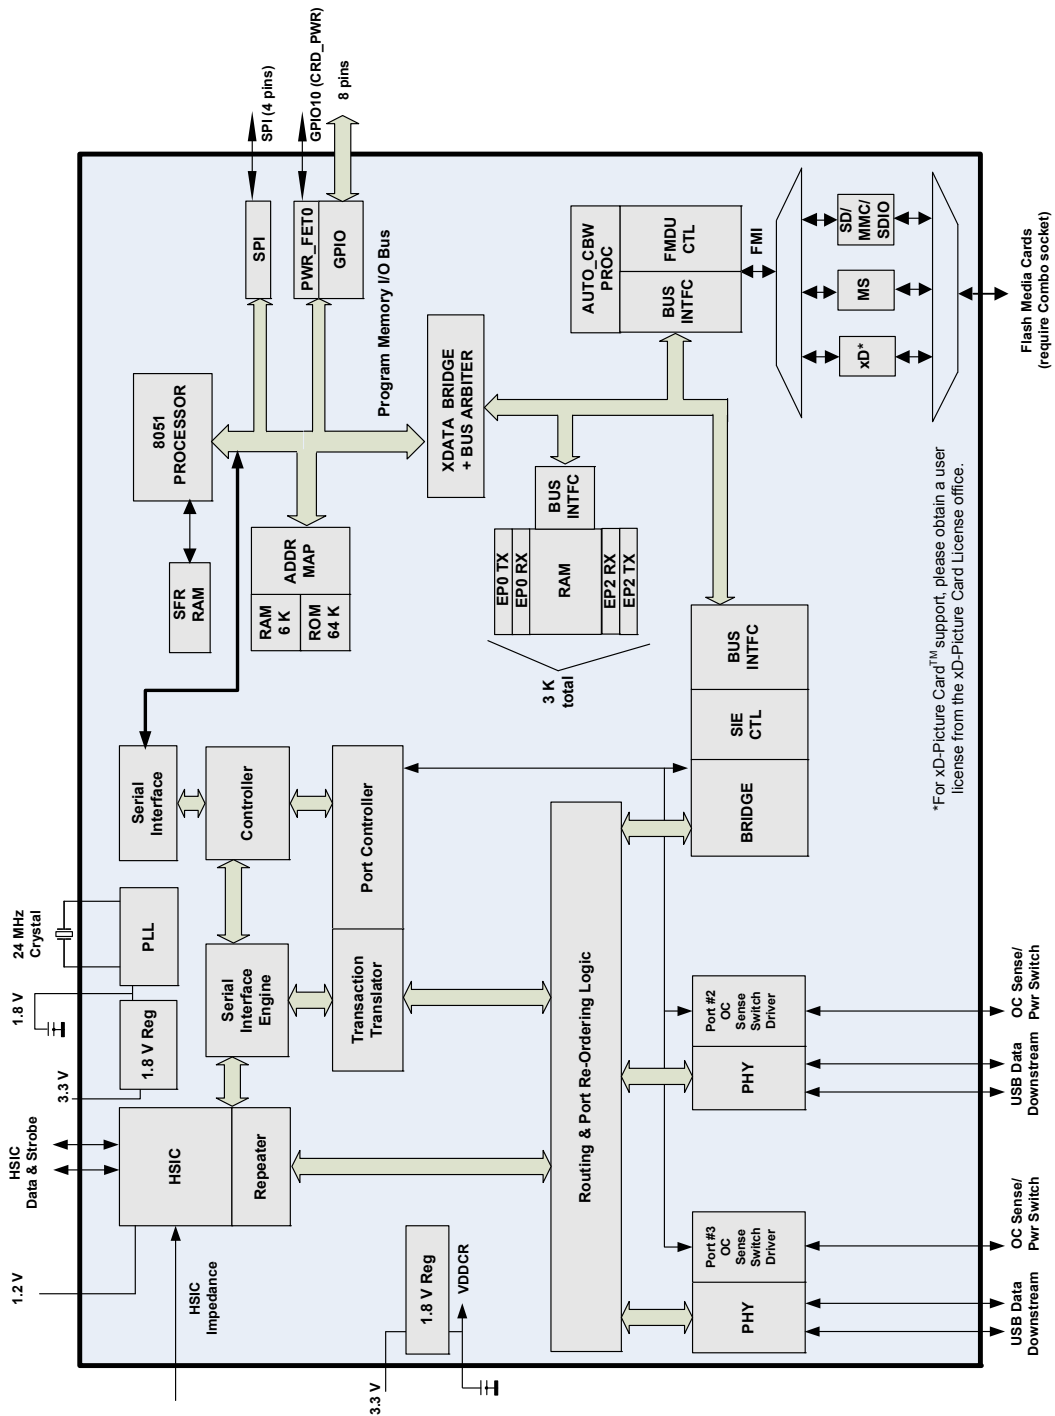 1.2 V
HSIC
Data & Strobe
3.3 V
1.8 V
24 MHz
Crystal
HSIC
Impedance
HSIC
Repeater
1.8 V Reg
PLL
Serial
Interface
Serial
Interface
Engine
Controller
Transaction
Translator
Port Controller
SFR
RAM
8051
PROCESSOR
RAM
6 K
ROM
64 K
ADDR
MAP
SPI
SPI (4 pins)
PWR_FET0
GPIO
GPIO10 (CRD_PWR)
8 pins
Program Memory I/O Bus
3.3 V
1.8 V Reg
VDDCR
XDATA BRIDGE
+ BUS ARBITER
3 K
total
EP0 TX
EP0 RX
RAM
EP2 RX
EP2 TX
BUS
INTFC
AUTO_CBW
PROC
BUS
INTFC
FMDU
CTL
FMI
Routing & Port Re-Ordering Logic
BRIDGE
SIE
CTL
BUS
INTFC
xD*
MS
SD/
MMC/
SDIO
PHY
Port #3
OC
Sense
Switch
Driver
PHY
Port #2
OC
Sense
Switch
Driver
*For xD-Picture Card™ support, please obtain a user
license from the xD-Picture Card License office.
USB Data
Downstream
OC Sense/
Pwr Switch
USB Data
Downstream
OC Sense/
Pwr Switch
Flash Media Cards
(require Combo socket)